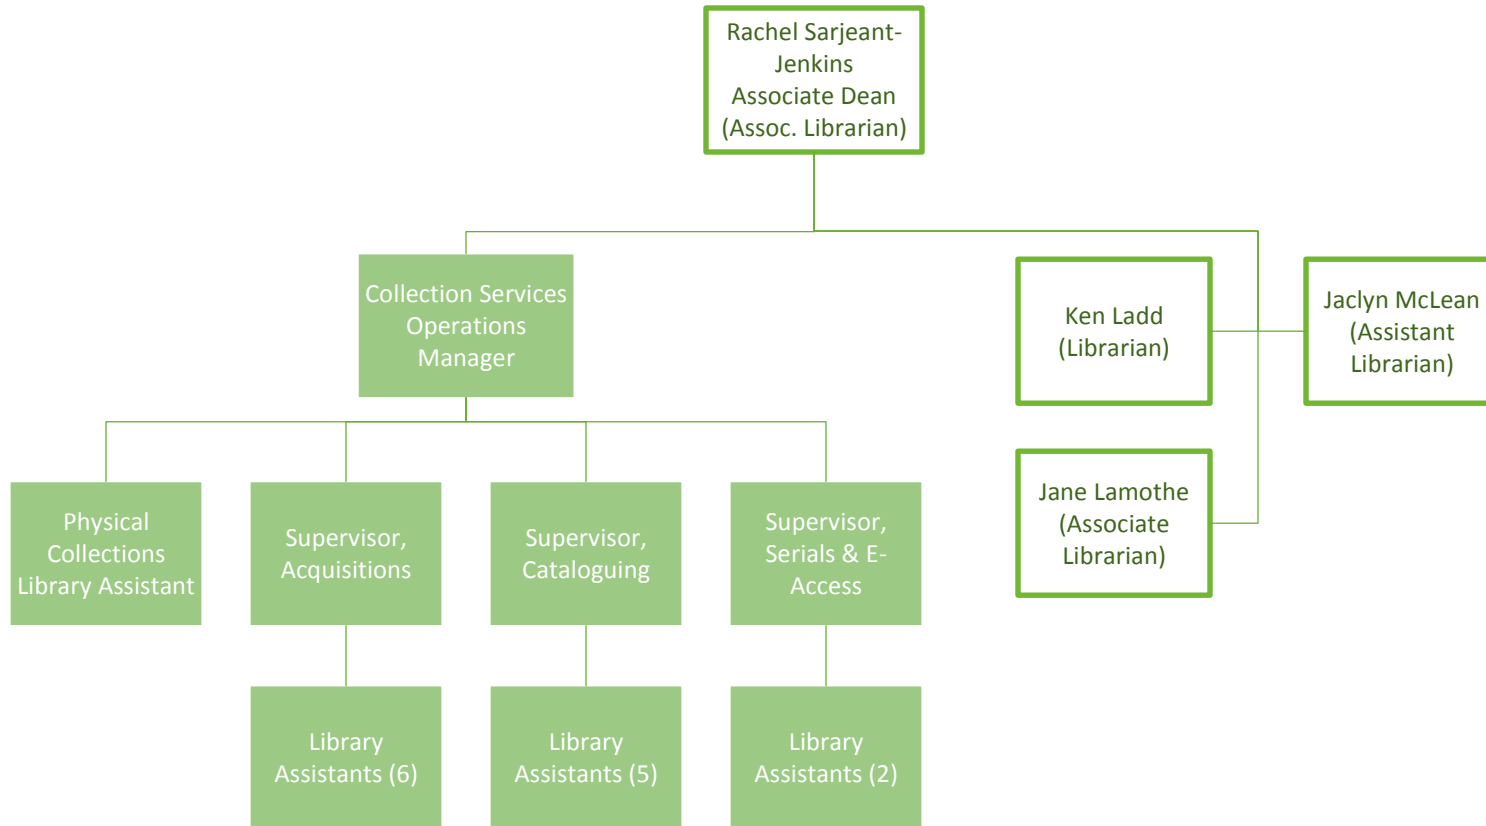 Rachel Sarjeant-
Jenkins
Associate Dean
(Assoc. Librarian)
Collection Services
Operations
Manager
Ken Ladd
(Librarian)
Jaclyn McLean
(Assistant
Librarian)
Jane Lamothe
(Associate
Librarian)
Physical
Collections
Library Assistant
Supervisor,
Acquisitions
Supervisor,
Cataloguing
Supervisor,
Serials & E-
Access
Library
Assistants (6)
Library
Assistants (5)
Library
Assistants (2)